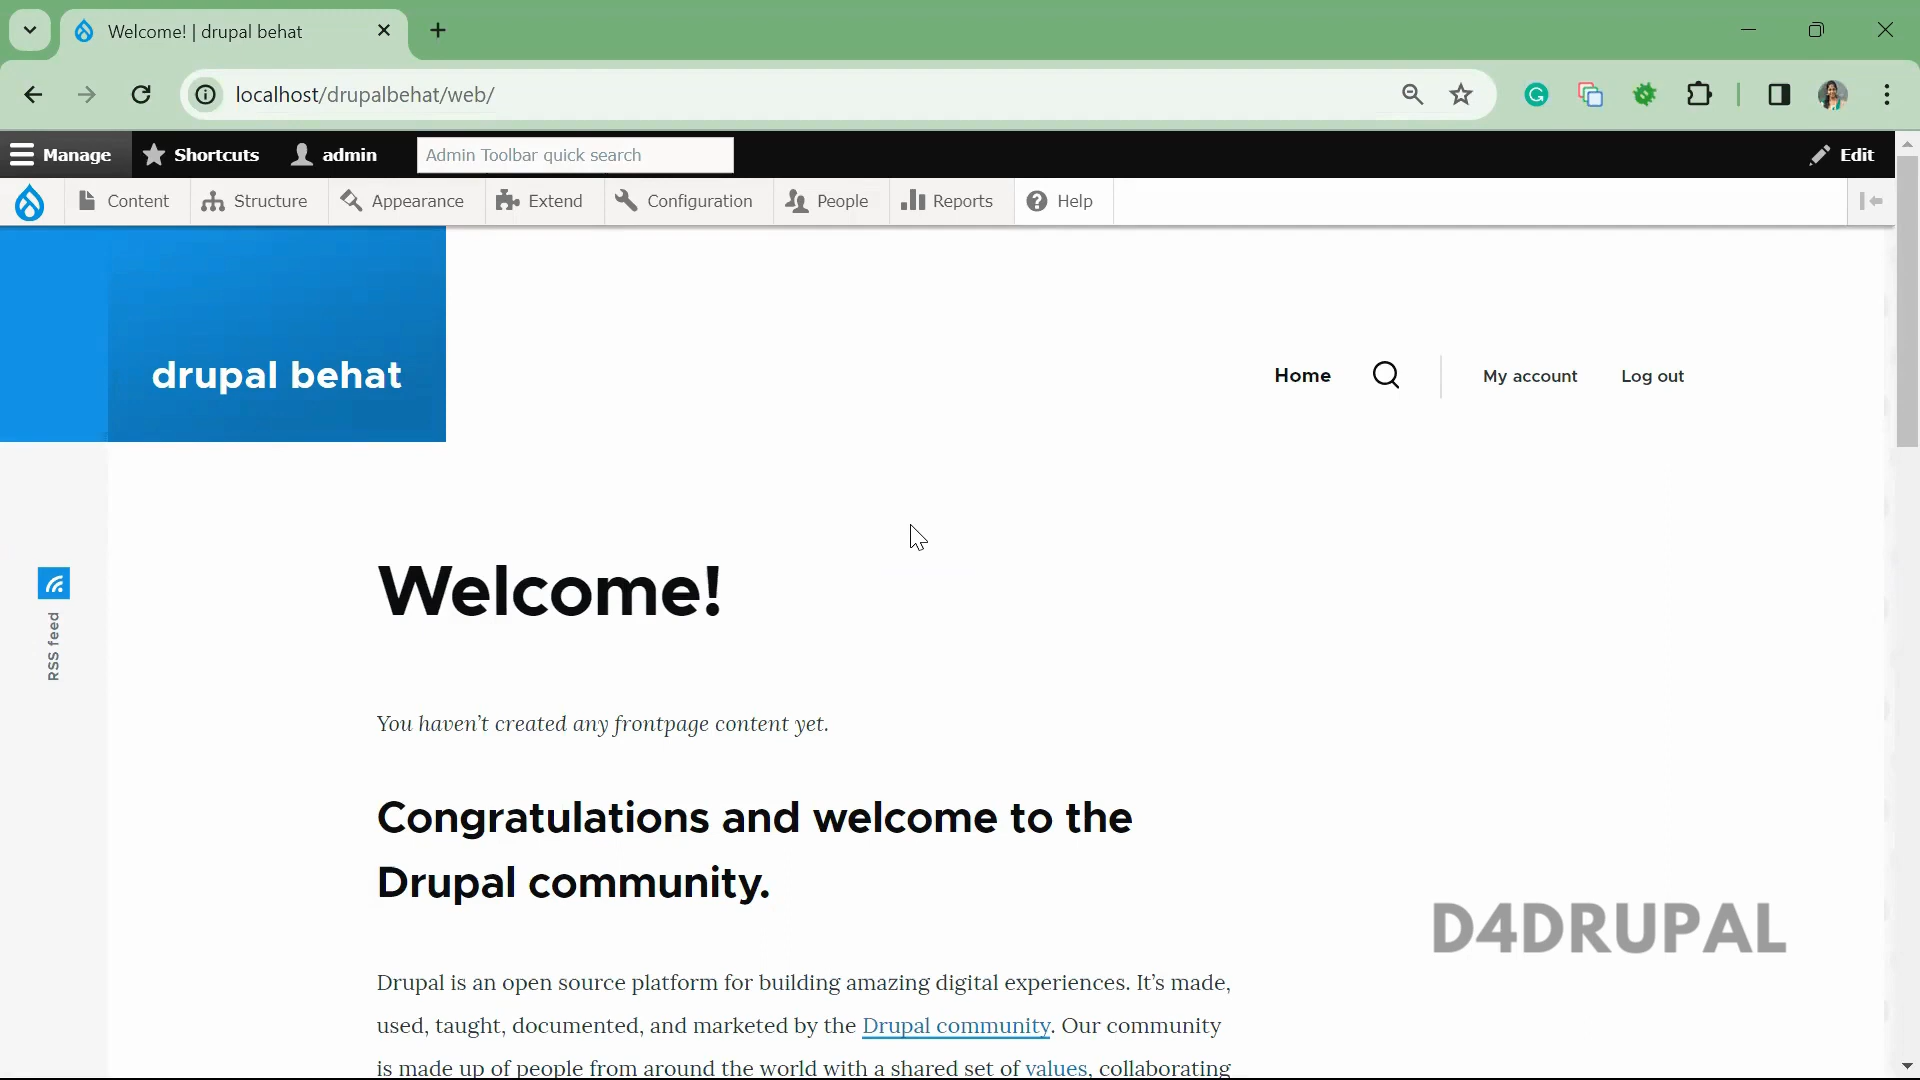 Welcome! | drupal behat
localhost/drupalbehat/web/
Manage Shortcuts admin Admin Toolbar quick search Edit
Content Structure Appearance Extend Configuration People Reports Help
drupal behat
Home My account Log out
Welcome!
RSS feed
You haven’t created any frontpage content yet.
Congratulations and welcome to the
Drupal community.
D4DRUPAL
Drupal is an open source platform for building amazing digital experiences. It’s made,
used, taught, documented, and marketed by the Drupal community. Our community
is made up of people from around the world with a shared set of values, collaborating